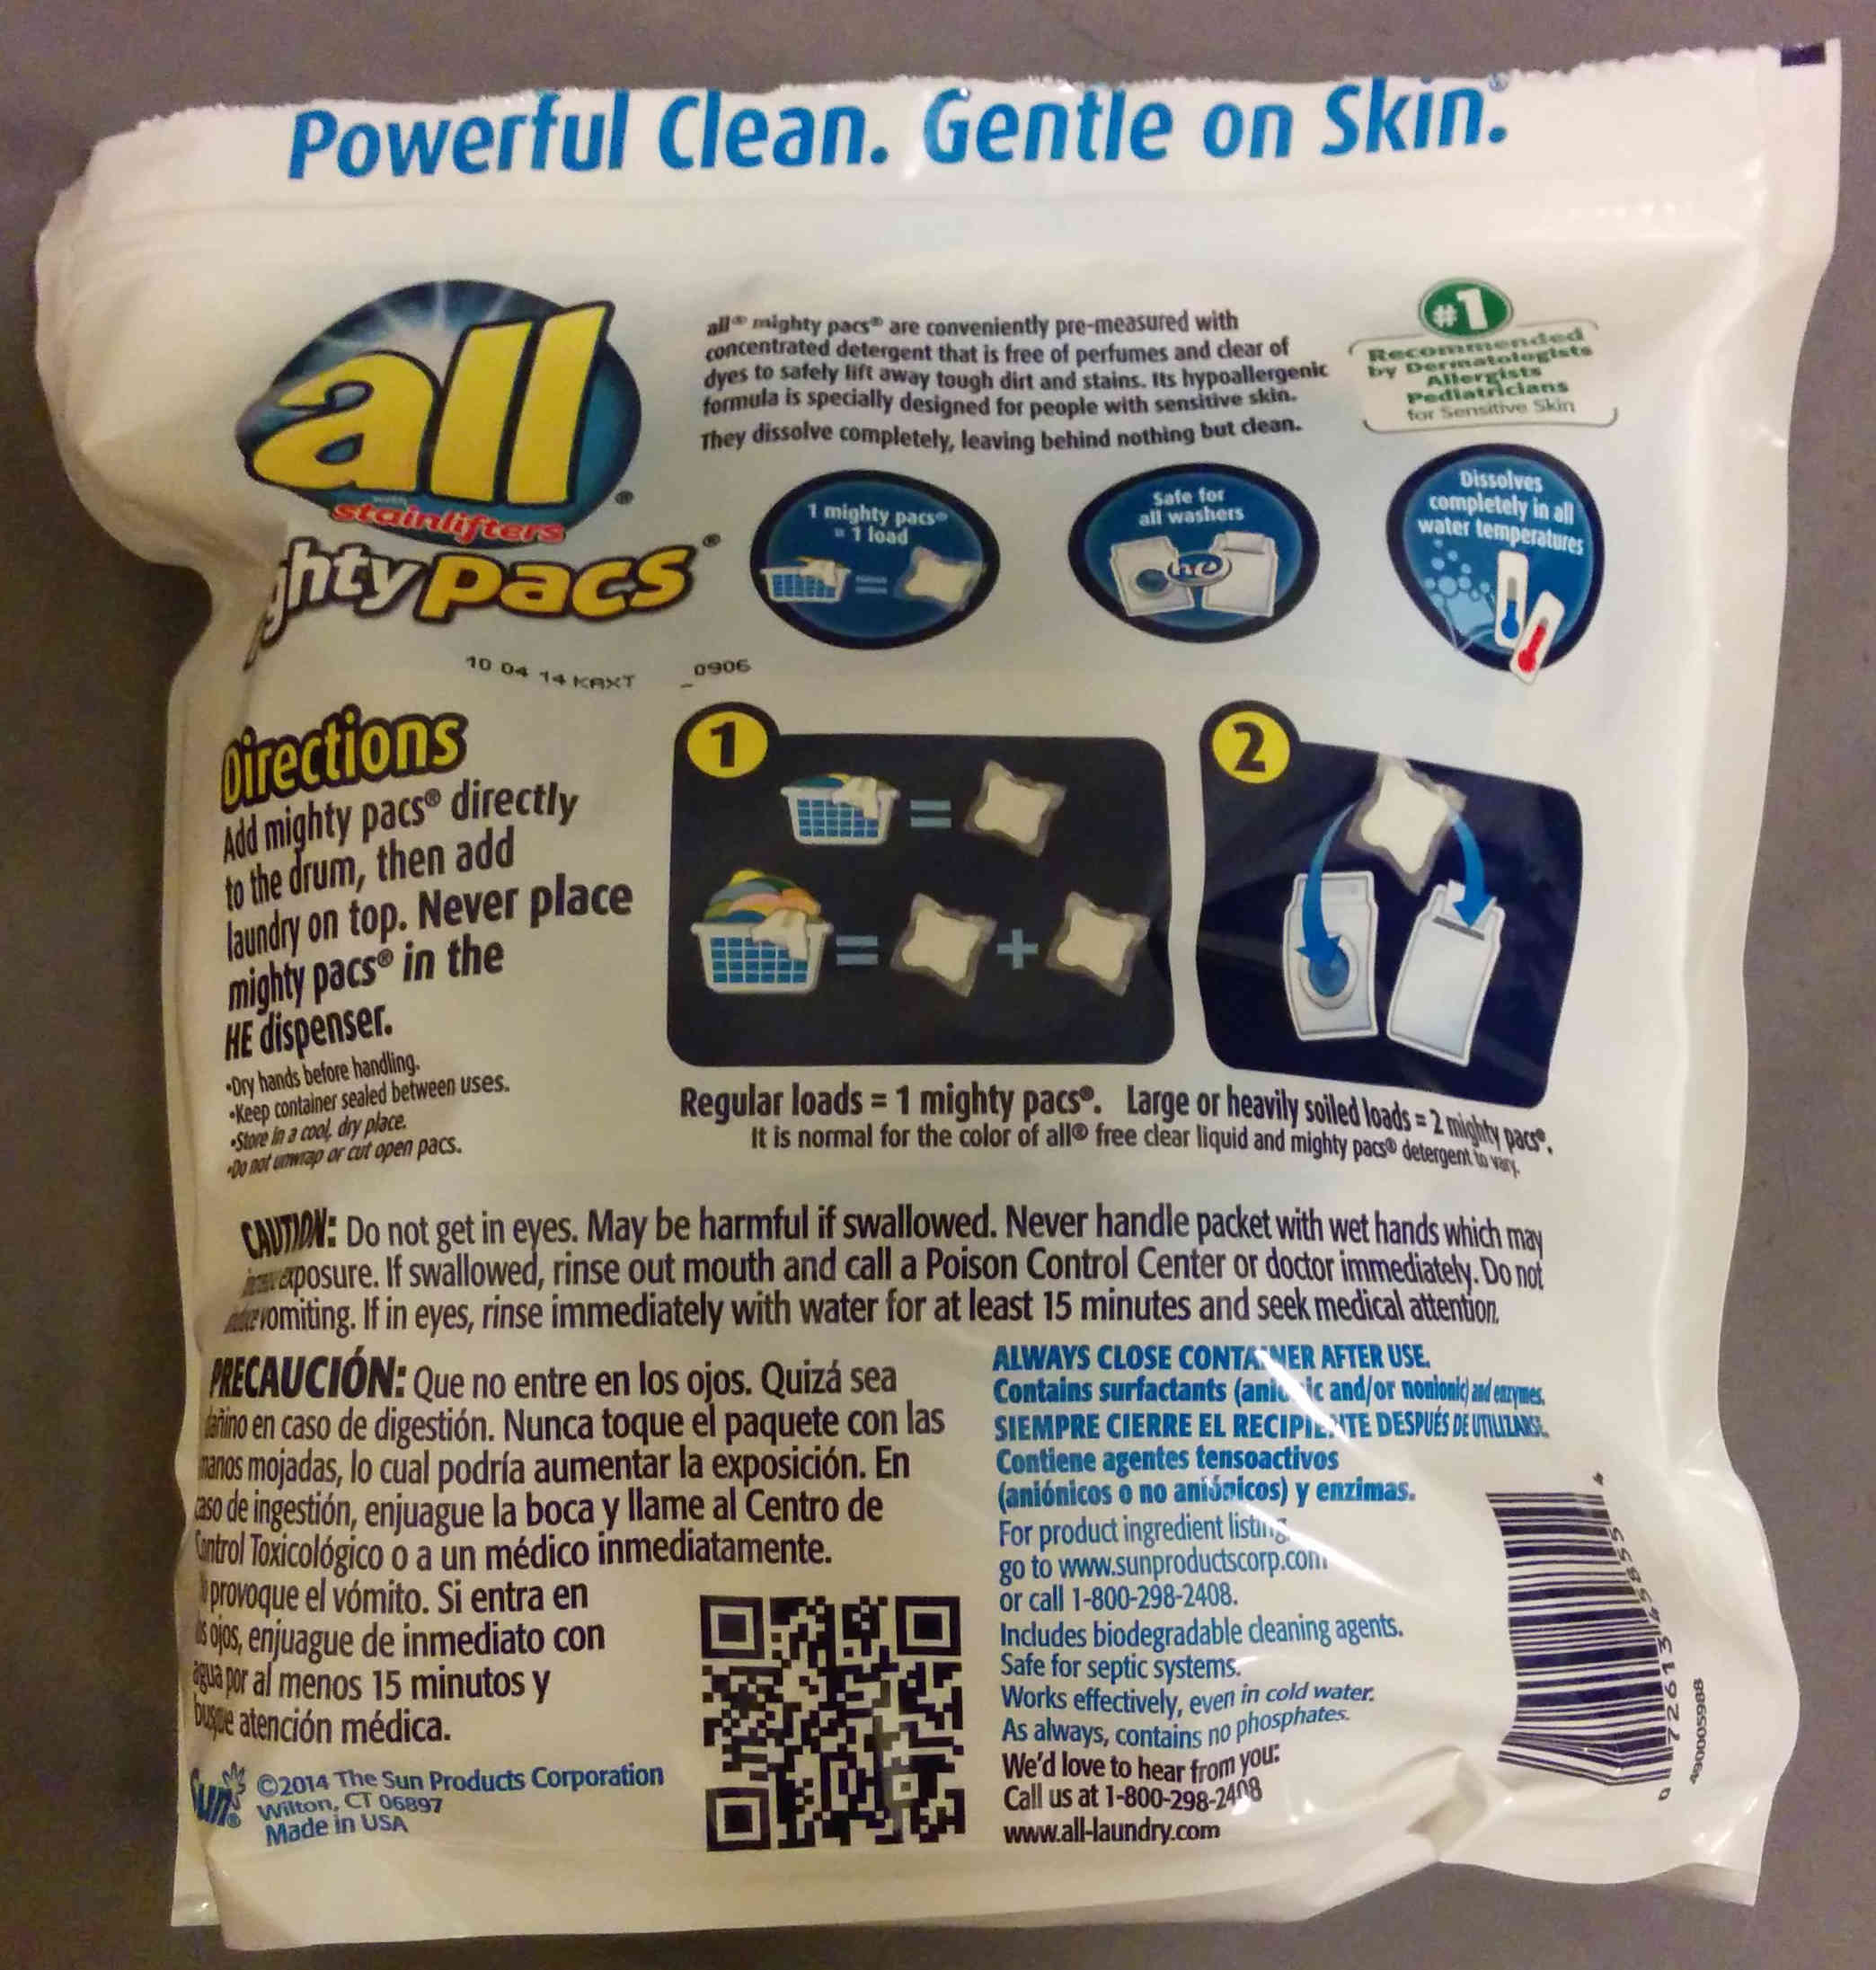 Powerful Clean. Gentle on Skin.®
all®
with
stainlifters
ghty pacs®
all® mighty pacs® are conveniently pre-measured with
concentrated detergent that is free of perfumes and clear of
dyes to safely lift away tough dirt and stains. Its hypoallergenic
formula is specially designed for people with sensitive skin.
They dissolve completely, leaving behind nothing but clean.
#1
Recommended
by Dermatologists
Allergists
Pediatricians
for Sensitive Skin
1 mighty pacs®
= 1 load
Safe for
all washers
he
Dissolves
completely in all
water temperatures
10 04 14 KAXT _0906
Directions
Add mighty pacs® directly
to the drum, then add
laundry on top. Never place
mighty pacs® in the
HE dispenser.
•Dry hands before handling.
•Keep container sealed between uses.
•Store in a cool, dry place.
•Do not unwrap or cut open pacs.
1
=
= +
2
Regular loads = 1 mighty pacs®. Large or heavily soiled loads = 2 mighty pacs®.
It is normal for the color of all® free clear liquid and mighty pacs® detergent to vary.
CAUTION: Do not get in eyes. May be harmful if swallowed. Never handle packet with wet hands which may
exposure. If swallowed, rinse out mouth and call a Poison Control Center or doctor immediately. Do not
induce vomiting. If in eyes, rinse immediately with water for at least 15 minutes and seek medical attention.
PRECAUCIÓN: Que no entre en los ojos. Quizá sea
dañino en caso de digestión. Nunca toque el paquete con las
manos mojadas, lo cual podría aumentar la exposición. En
caso de ingestión, enjuague la boca y llame al Centro de
Control Toxicológico o a un médico inmediatamente.
provoque el vómito. Si entra en
los ojos, enjuague de inmediato con
agua por al menos 15 minutos y
busque atención médica.
Sun®
©2014 The Sun Products Corporation
Wilton, CT 06897
Made in USA
ALWAYS CLOSE CONTAINER AFTER USE.
Contains surfactants (anionic and/or nonionic) and enzymes.
SIEMPRE CIERRE EL RECIPIENTE DESPUÉS DE UTILIZARSE.
Contiene agentes tensoactivos
(aniónicos o no aniónicos) y enzimas.
For product ingredient listing,
go to www.sunproductscorp.com
or call 1-800-298-2408.
Includes biodegradable cleaning agents.
Safe for septic systems.
Works effectively, even in cold water.
As always, contains no phosphates.
We'd love to hear from you:
Call us at 1-800-298-2408
www.all-laundry.com
0 72613 45855 4
490005988